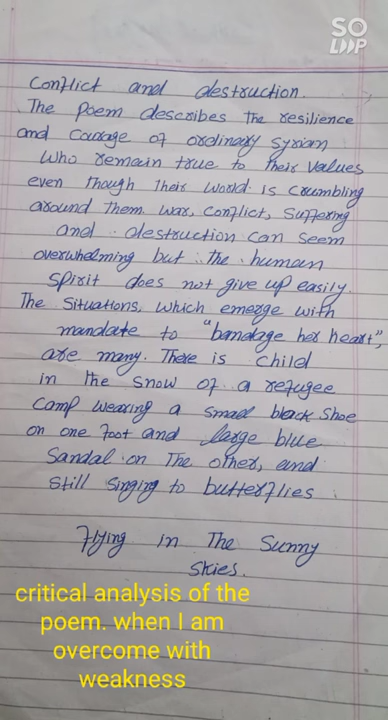 SO
LOOP
Conflict and destruction.
The poem describes the resilience
and courage of ordinary syrian
who remain true to their values
even though their world is crumbling
around them. war, conflict, suffering
and destruction can seem
overwhelming but the human
spirit does not give up easily.
The situations, which emerge with
mandate to "bandage her heart",
are many. There is child
in the snow of a refugee
camp wearing a small black shoe
on one foot and large blue
sandal on the other, and
still singing to butterflies
flying in the sunny
skies.
critical analysis of the
poem. when I am
overcome with
weakness